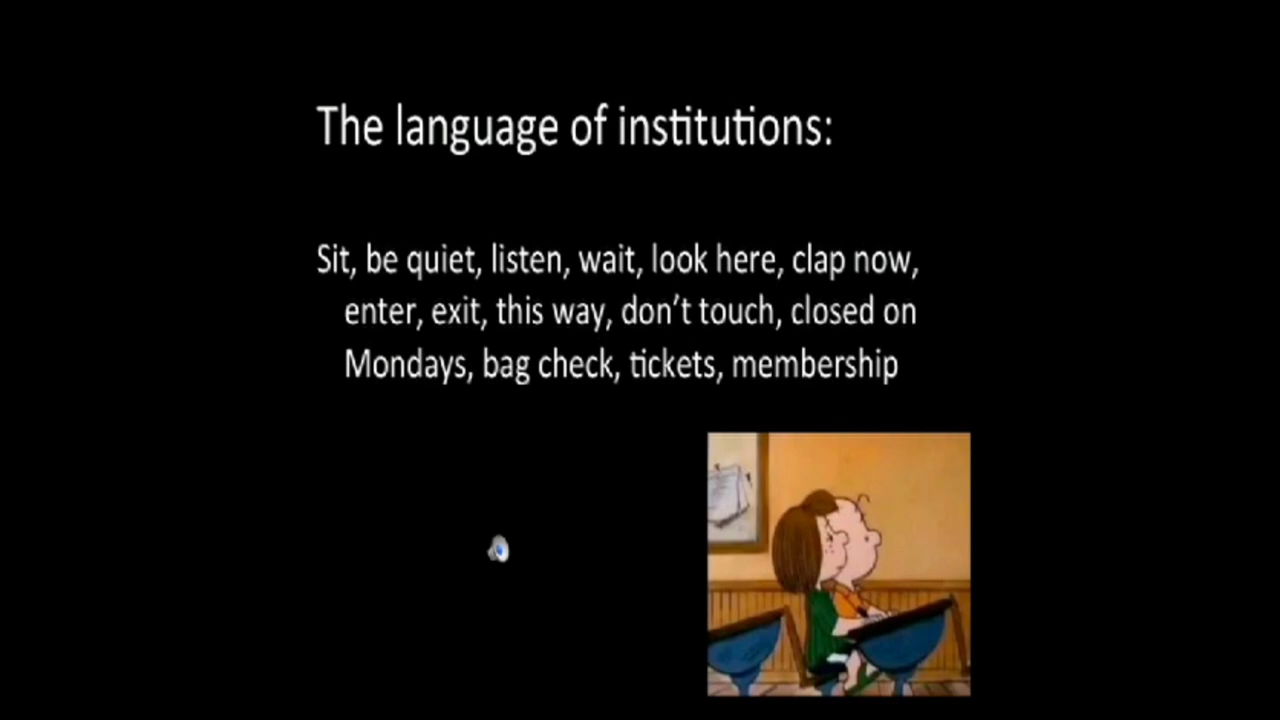 The language of institutions:
Sit, be quiet, listen, wait, look here, clap now,
enter, exit, this way, don’t touch, closed on
Mondays, bag check, tickets, membership